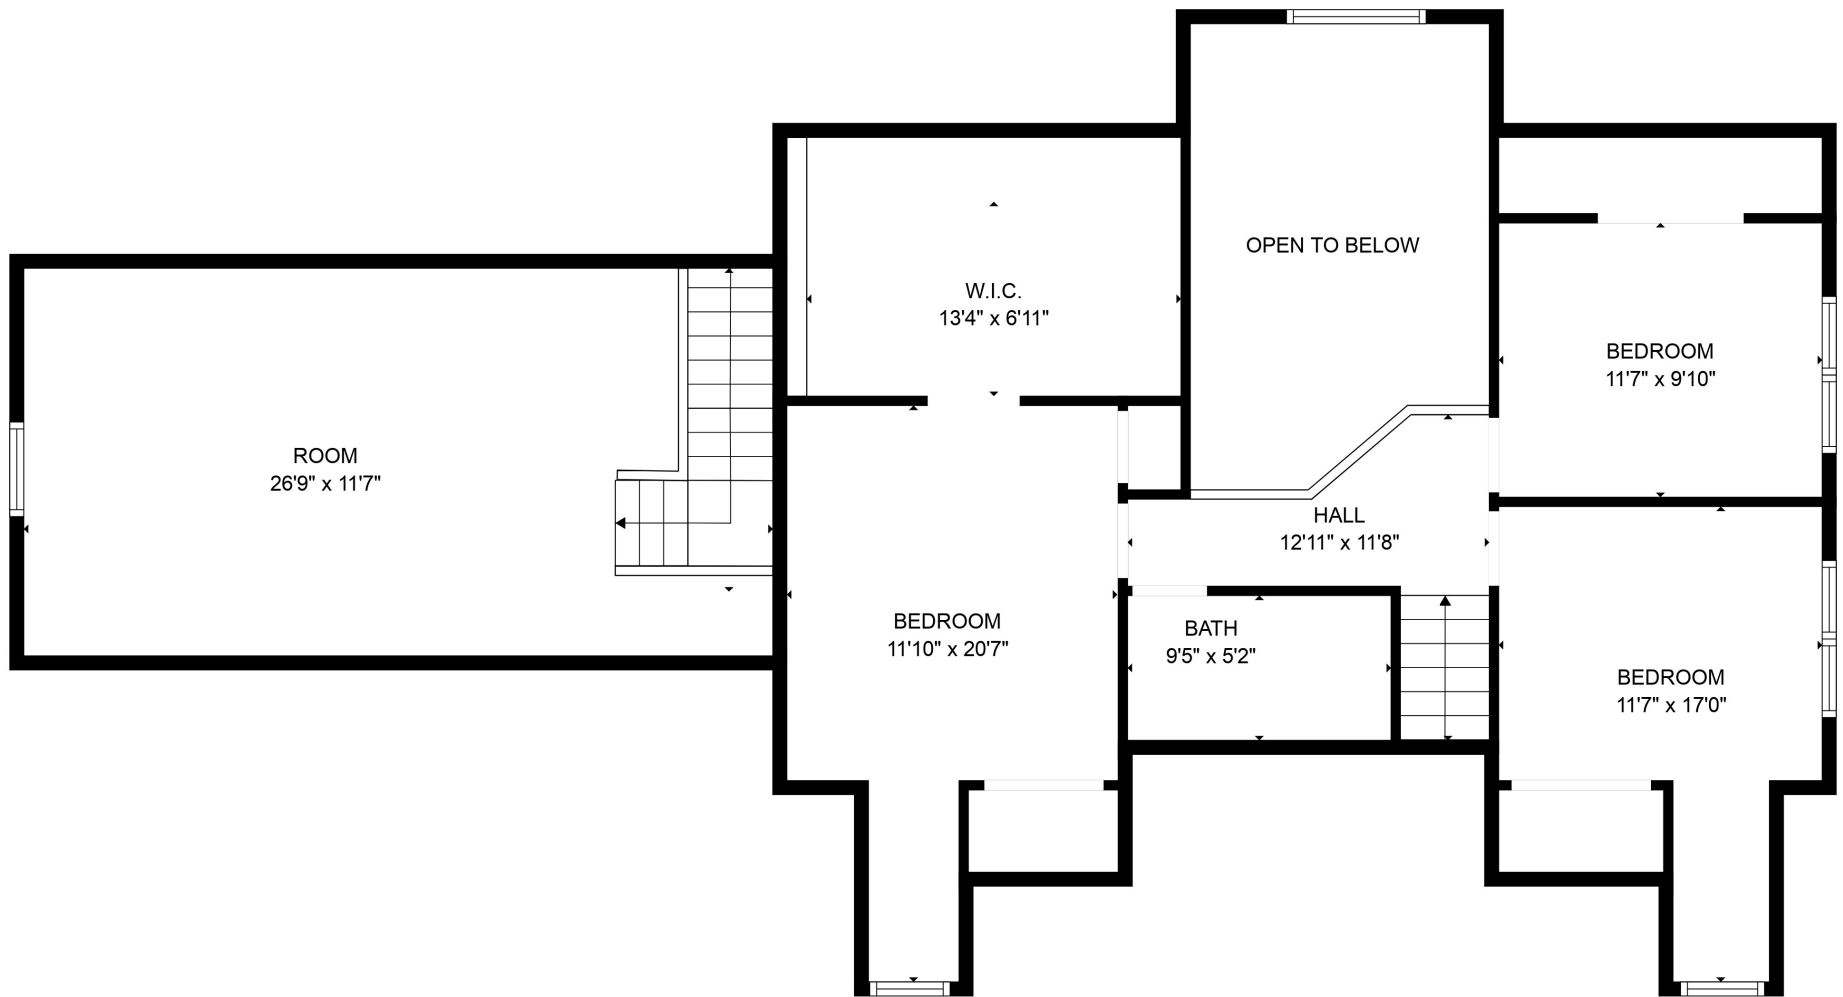 OPEN TO BELOW
W.I.C.
13'4" x 6'11"
BEDROOM
11'7" x 9'10"
ROOM
26'9" x 11'7"
HALL
12'11" x 11'8"
BEDROOM
11'10" x 20'7"
BATH
9'5" x 5'2"
BEDROOM
11'7" x 17'0"